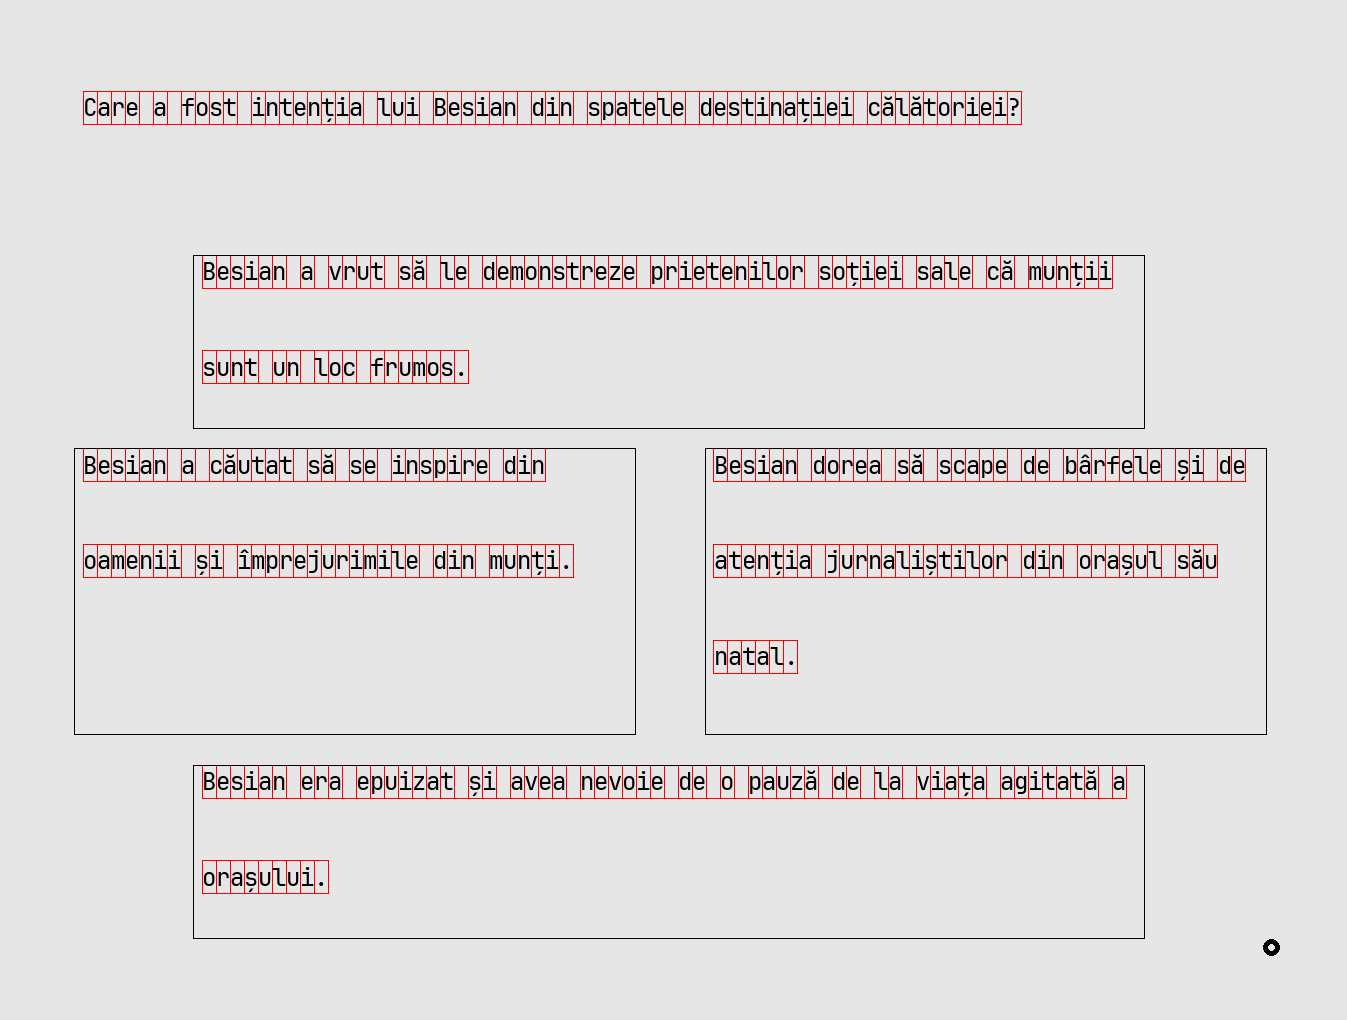 Care a fost intenția lui Besian din spatele destinației călătoriei?
Besian a vrut să le demonstreze prietenilor soției sale că munții
sunt un loc frumos.
Besian a căutat să se inspire din
oamenii și împrejurimile din munți.
Besian dorea să scape de bârfele și de
atenția jurnaliștilor din orașul său
natal.
Besian era epuizat și avea nevoie de o pauză de la viața agitată a
orașului.